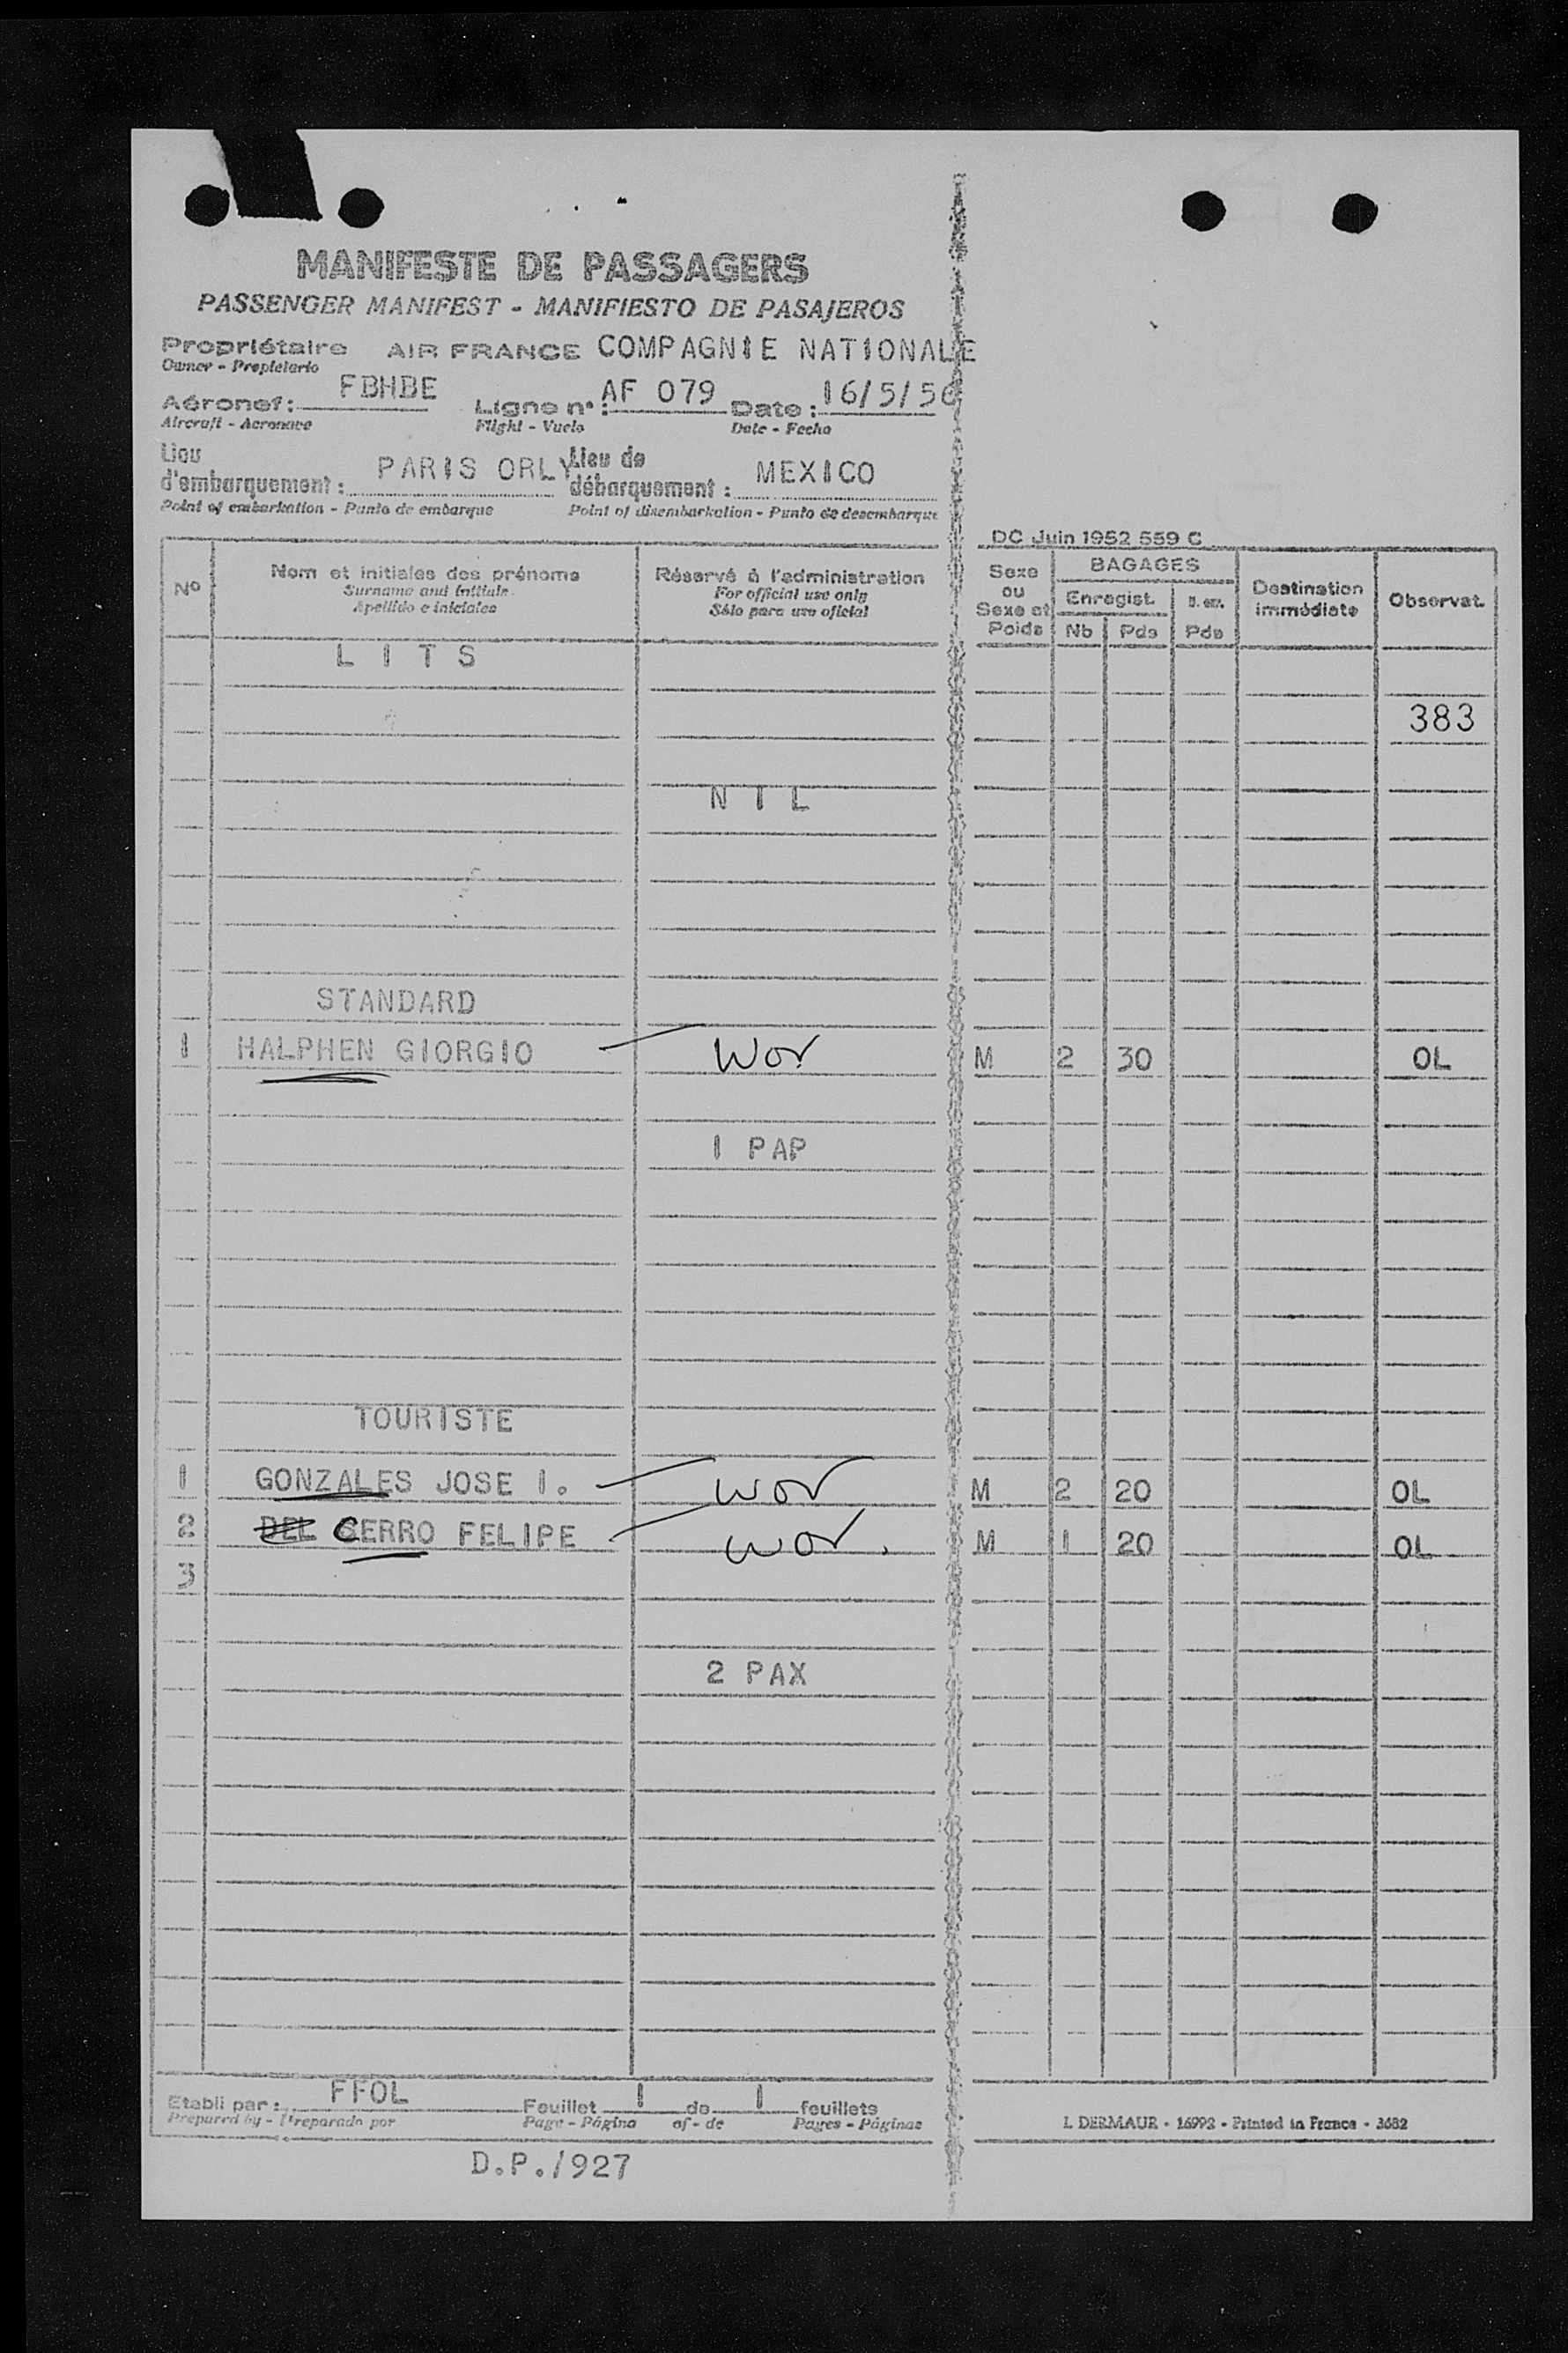 MANIFESTE DE PASSAGERS
PASSENGER MANIFEST - MANIFIESTO DE PASAJEROS
Propriétaire AIR FRANCE COMPAGNIE NATIONALE
Owner - Propietario
Aéronef: FBHBE Ligne n°: AF 079 Date: 16/5/56
Aircraft - Aeronave Flight - Vuelo Date - Fecha
Lieu d'embarquement: PARIS ORLY Lieu de débarquement: MEXICO
Point of embarkation - Punto de embarque Point of disembarkation - Punto de desembarque
DC Juin 1952 559 C
Nº Nom et initiales des prénoms Réservé à l'administration Sexe ou Sexe et Poids BAGAGES Destination immédiate Observat.
Surname and initials For official use only Enregist.
Apellido e iniciales Sólo para uso oficial Nb Pds Pds
LITS
383
NIL
STANDARD
1 HALPHEN GIORGIO Wor M 2 30 OL
1 PAP
TOURISTE
1 GONZALES JOSE I. wor M 2 20 OL
2 DEL CERRO FELIPE wor. M 1 20 OL
3
2 PAX
Etabli par: FFOL Feuillet 1 de 1 feuillets
Prepared by - Preparado por Page - Página of - de Pages - Páginas
I. DERMAUR - 16992 - Printed in France - 3682
D.P./927